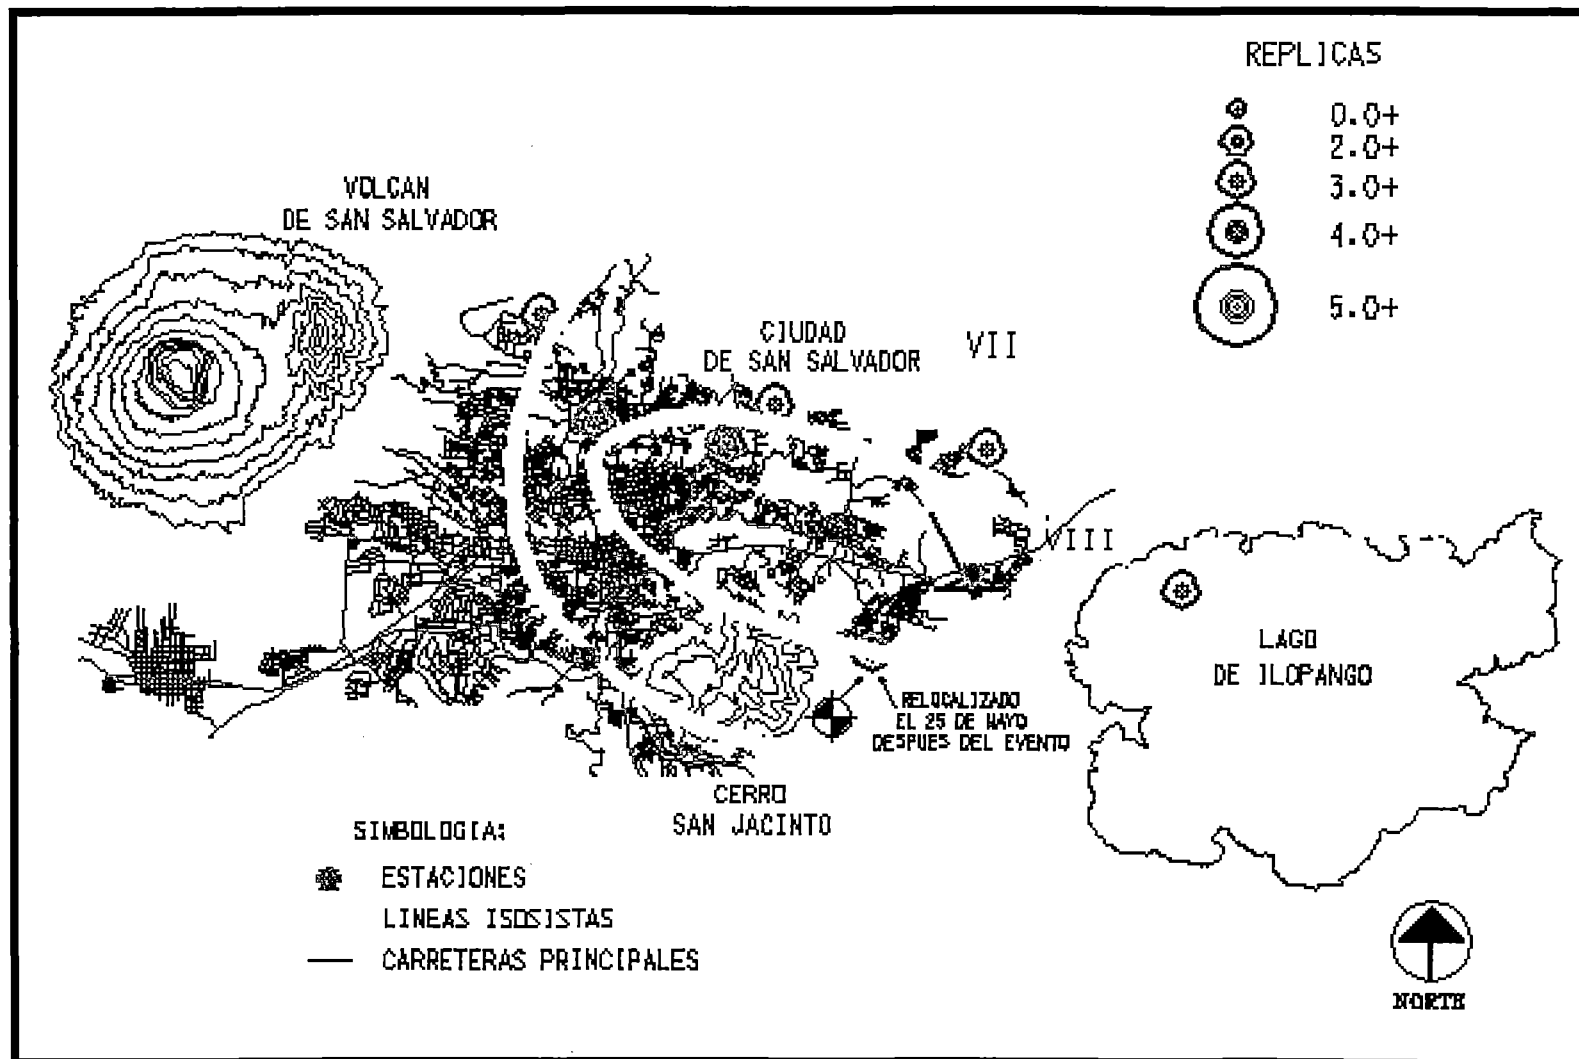 REPLICAS
0.0+
2.0+
3.0+
4.0+
5.0+
VOLCAN
DE SAN SALVADOR
CIUDAD
DE SAN SALVADOR
VII
VIII
LAGO
DE ILOPANGO
RELOCALIZADO
EL 25 DE MAYO
DESPUES DEL EVENTO
CERRO
SAN JACINTO
SIMBOLOGIA:
ESTACIONES
LINEAS ISOSISTAS
CARRETERAS PRINCIPALES
NORTE